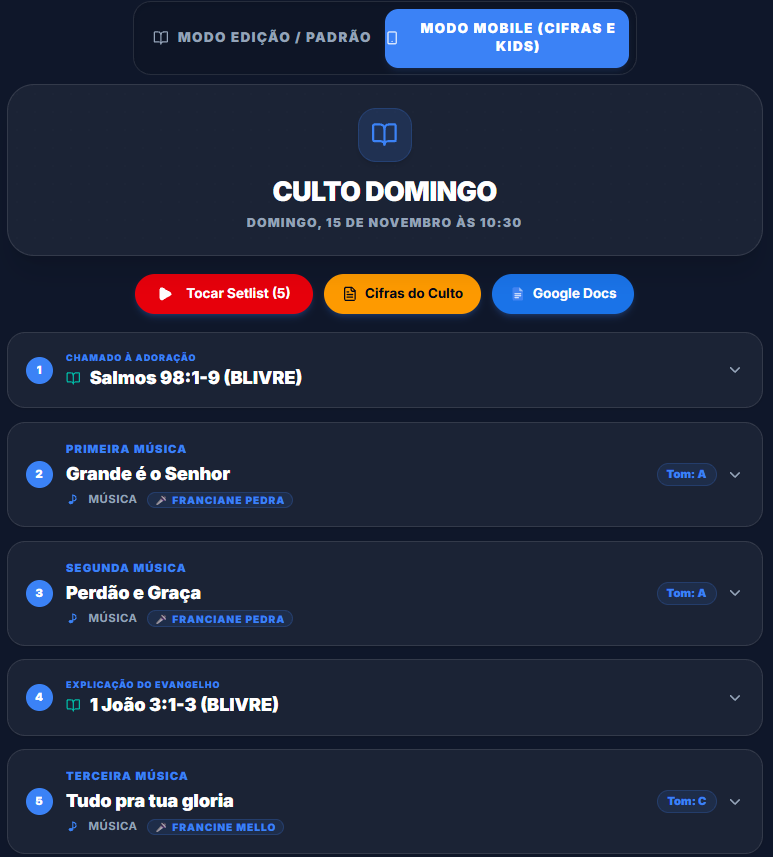 MODO EDIÇÃO / PADRÃO
MODO MOBILE (CIFRAS E
KIDS)
CULTO DOMINGO
DOMINGO, 15 DE NOVEMBRO ÀS 10:30
Tocar Setlist (5)
Cifras do Culto
Google Docs
1
CHAMADO À ADORAÇÃO
Salmos 98:1-9 (BLIVRE)
2
PRIMEIRA MÚSICA
Grande é o Senhor
MÚSICA
FRANCIANE PEDRA
Tom: A
3
SEGUNDA MÚSICA
Perdão e Graça
MÚSICA
FRANCIANE PEDRA
Tom: A
4
EXPLICAÇÃO DO EVANGELHO
1 João 3:1-3 (BLIVRE)
5
TERCEIRA MÚSICA
Tudo pra tua gloria
MÚSICA
FRANCINE MELLO
Tom: C